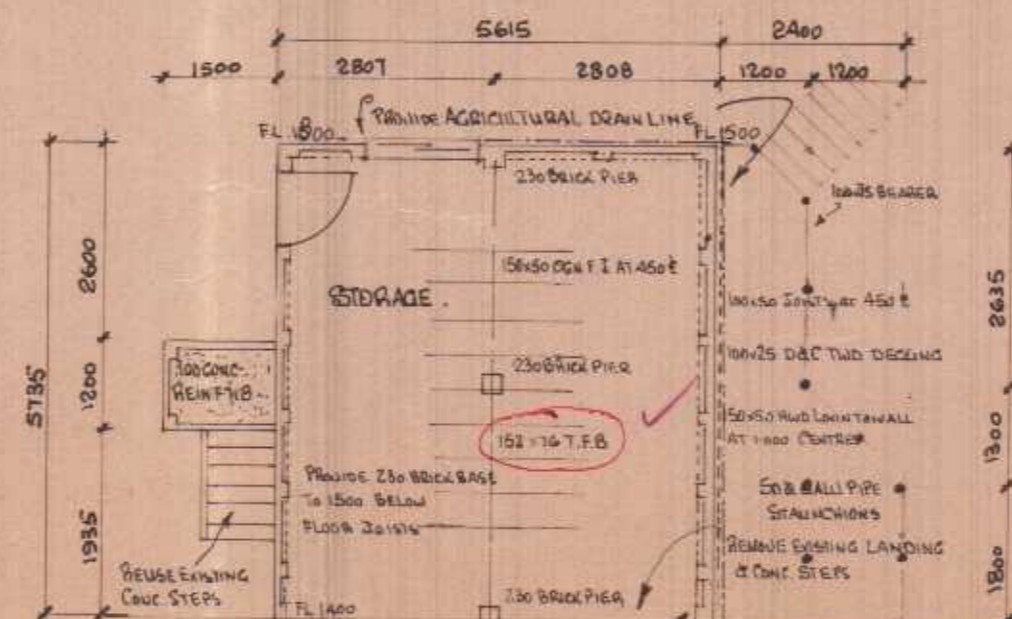 5615
2400
1500
2807
2808
1200
1200
PROVIDE AGRICULTURAL DRAIN LINE
FL 1800
FL 1500
230 BRICK PIER
100x75 BEARER
150x50 OGN F J AT 450 ¢
STORAGE.
100x50 JOISTS AT 450 ¢
2600
2635
100x25 D&C TWD DECKING
230 BRICK PIER
100 CONC
REINF
1200
5735
50x50 HWD
AT 1000 CENTRES
1300
152x76 T.F.B
PROVIDE 230 BRICK BASE
TO 1500 BELOW
FLOOR JOISTS
50 GALV PIPE
STAUNCHIONS
1935
REMOVE EXISTING LANDING
& CONC. STEPS
1800
REUSE EXISTING
CONC. STEPS
230 BRICK PIER
FL 1400